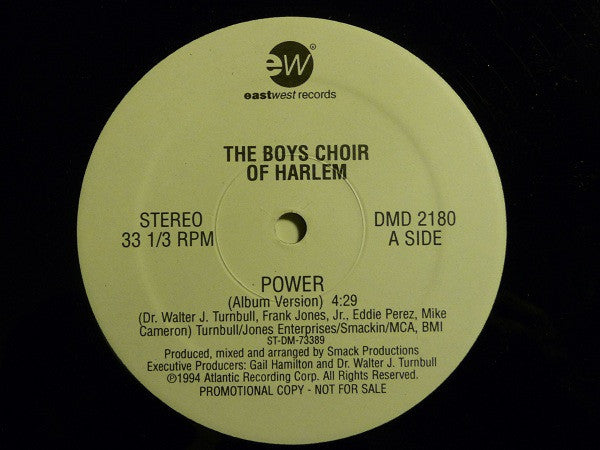 ew®
eastwest records
THE BOYS CHOIR
OF HARLEM
STEREO
33 1/3 RPM
DMD 2180
A SIDE
POWER
(Album Version) 4:29
(Dr. Walter J. Turnbull, Frank Jones, Jr., Eddie Perez, Mike
Cameron) Turnbull/Jones Enterprises/Smackin/MCA, BMI
ST-DM-73389
Produced, mixed and arranged by Smack Productions
Executive Producers: Gail Hamilton and Dr. Walter J. Turnbull
℗1994 Atlantic Recording Corp. All Rights Reserved.
PROMOTIONAL COPY - NOT FOR SALE